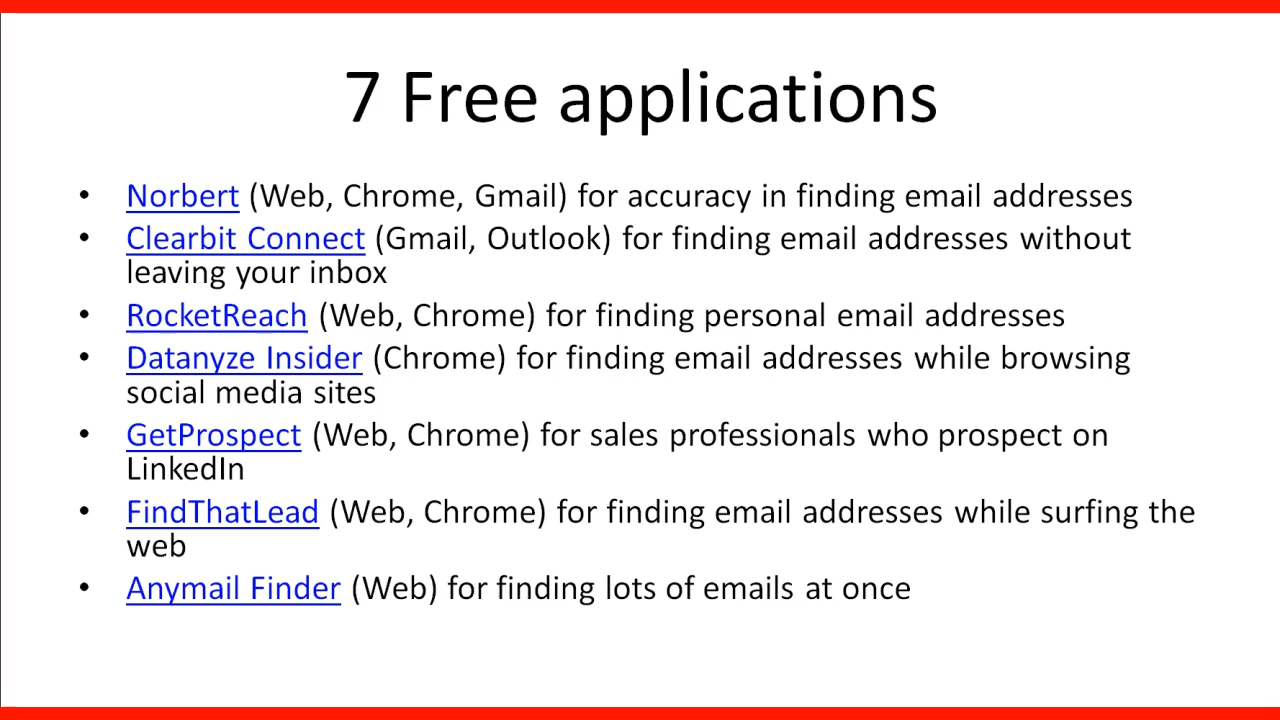 7 Free applications
• Norbert (Web, Chrome, Gmail) for accuracy in finding email addresses
• Clearbit Connect (Gmail, Outlook) for finding email addresses without
leaving your inbox
• RocketReach (Web, Chrome) for finding personal email addresses
• Datanyze Insider (Chrome) for finding email addresses while browsing
social media sites
• GetProspect (Web, Chrome) for sales professionals who prospect on
LinkedIn
• FindThatLead (Web, Chrome) for finding email addresses while surfing the
web
• Anymail Finder (Web) for finding lots of emails at once